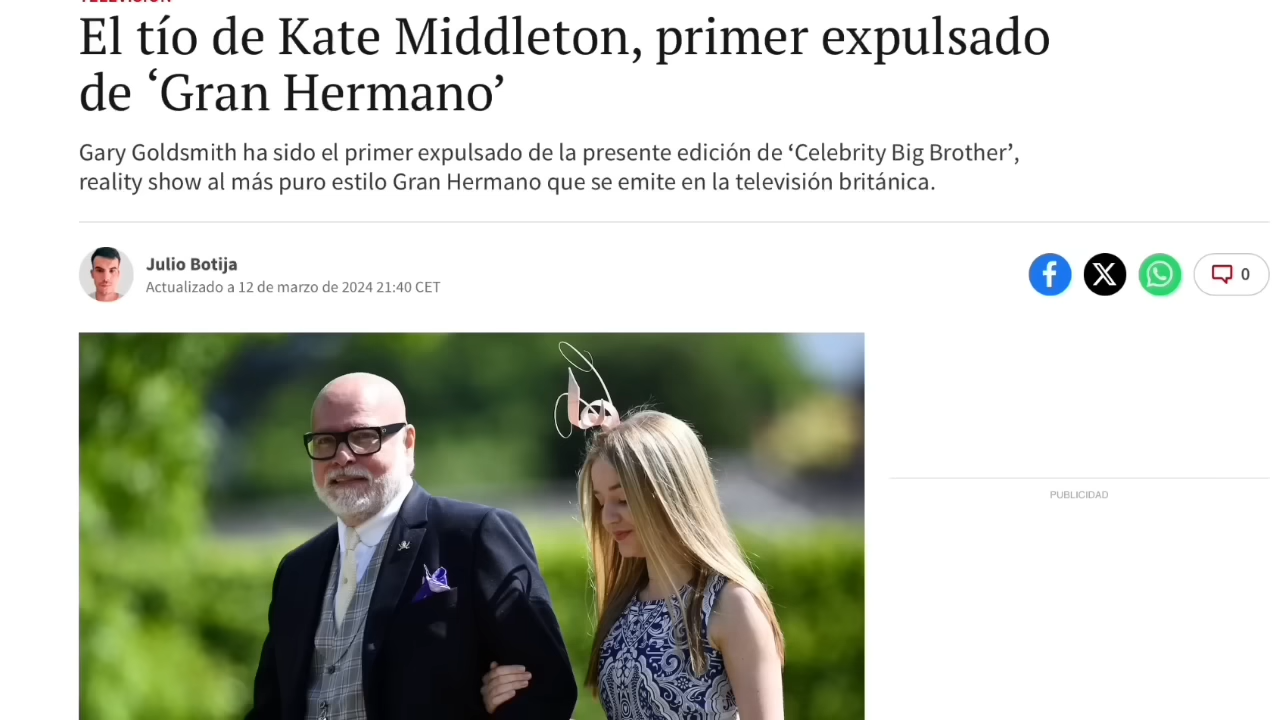 TELEVISIÓN
El tío de Kate Middleton, primer expulsado
de ‘Gran Hermano’
Gary Goldsmith ha sido el primer expulsado de la presente edición de ‘Celebrity Big Brother’,
reality show al más puro estilo Gran Hermano que se emite en la televisión británica.
Julio Botija
Actualizado a 12 de marzo de 2024 21:40 CET
0
PUBLICIDAD